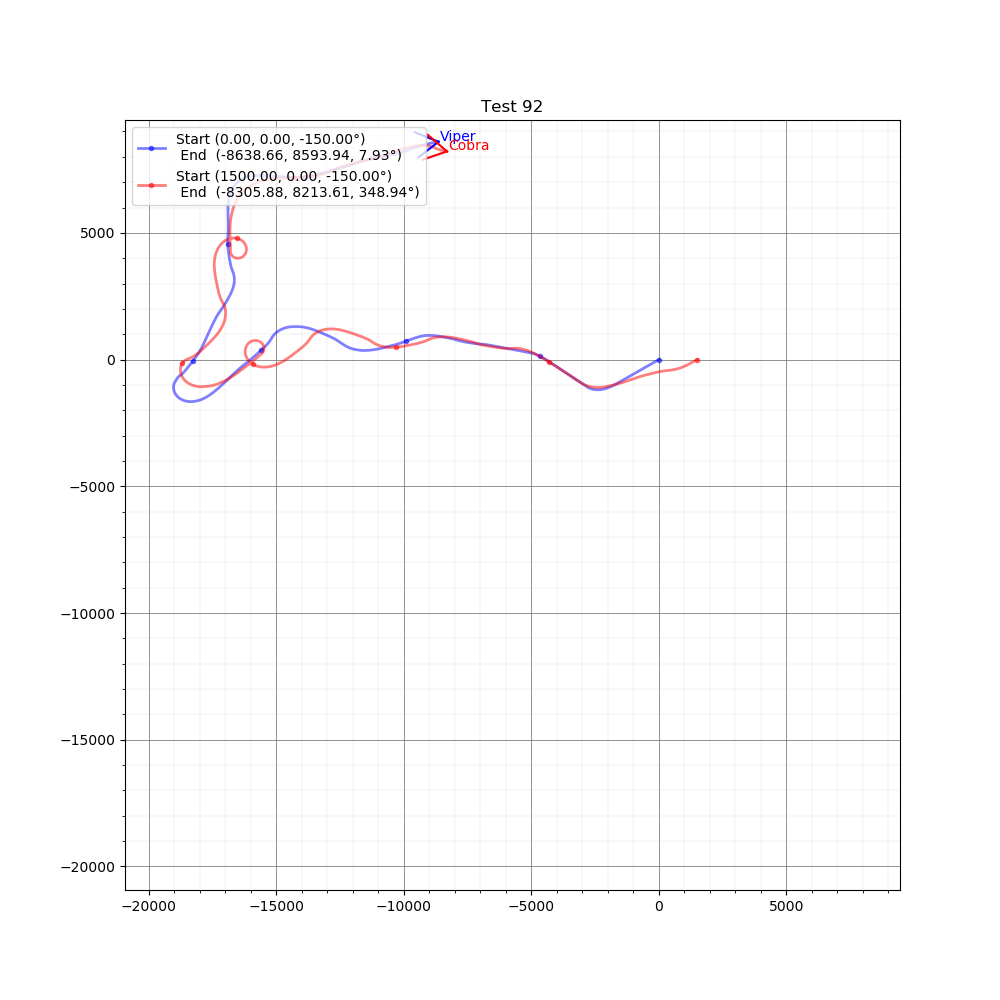 Test 92
Start (0.00, 0.00, -150.00°)
End  (-8638.66, 8593.94, 7.93°)
Start (1500.00, 0.00, -150.00°)
End  (-8305.88, 8213.61, 348.94°)
Viper
Cobra
5000
0
−5000
−10000
−15000
−20000
−20000 −15000 −10000 −5000 0 5000